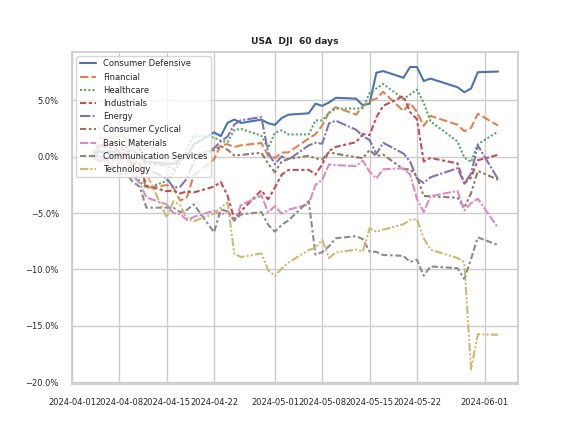 USA DJI 60 days
Consumer Defensive
Financial
Healthcare
Industrials
Energy
Consumer Cyclical
Basic Materials
Communication Services
Technology
5.0%
0.0%
−5.0%
−10.0%
−15.0%
−20.0%
2024-04-01 2024-04-08 2024-04-15 2024-04-22 2024-05-01 2024-05-08 2024-05-15 2024-05-22 2024-06-01